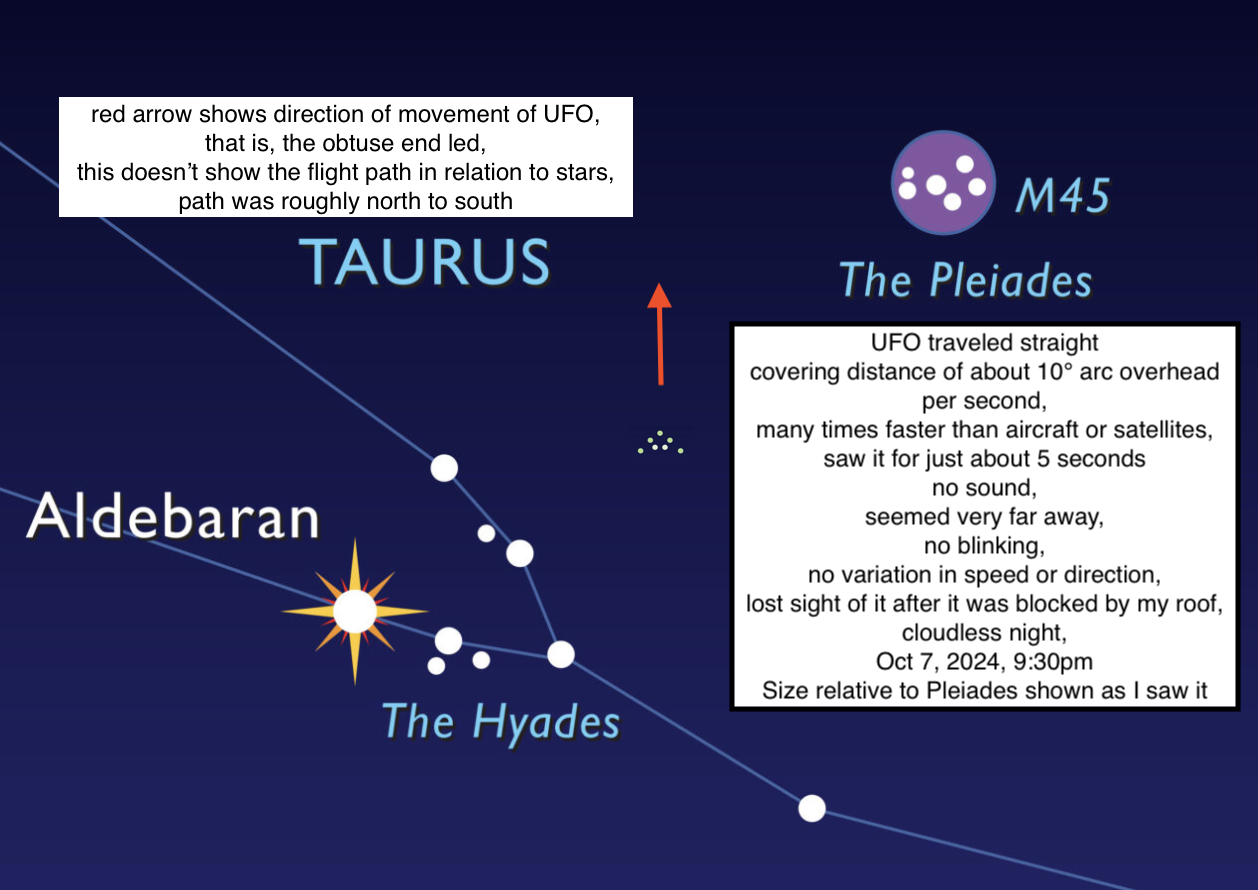 red arrow shows direction of movement of UFO,
that is, the obtuse end led,
this doesn’t show the flight path in relation to stars,
path was roughly north to south
TAURUS
M45
The Pleiades
UFO traveled straight
covering distance of about 10° arc overhead
per second,
many times faster than aircraft or satellites,
saw it for just about 5 seconds
no sound,
seemed very far away,
no blinking,
no variation in speed or direction,
lost sight of it after it was blocked by my roof,
cloudless night,
Oct 7, 2024, 9:30pm
Size relative to Pleiades shown as I saw it
Aldebaran
The Hyades